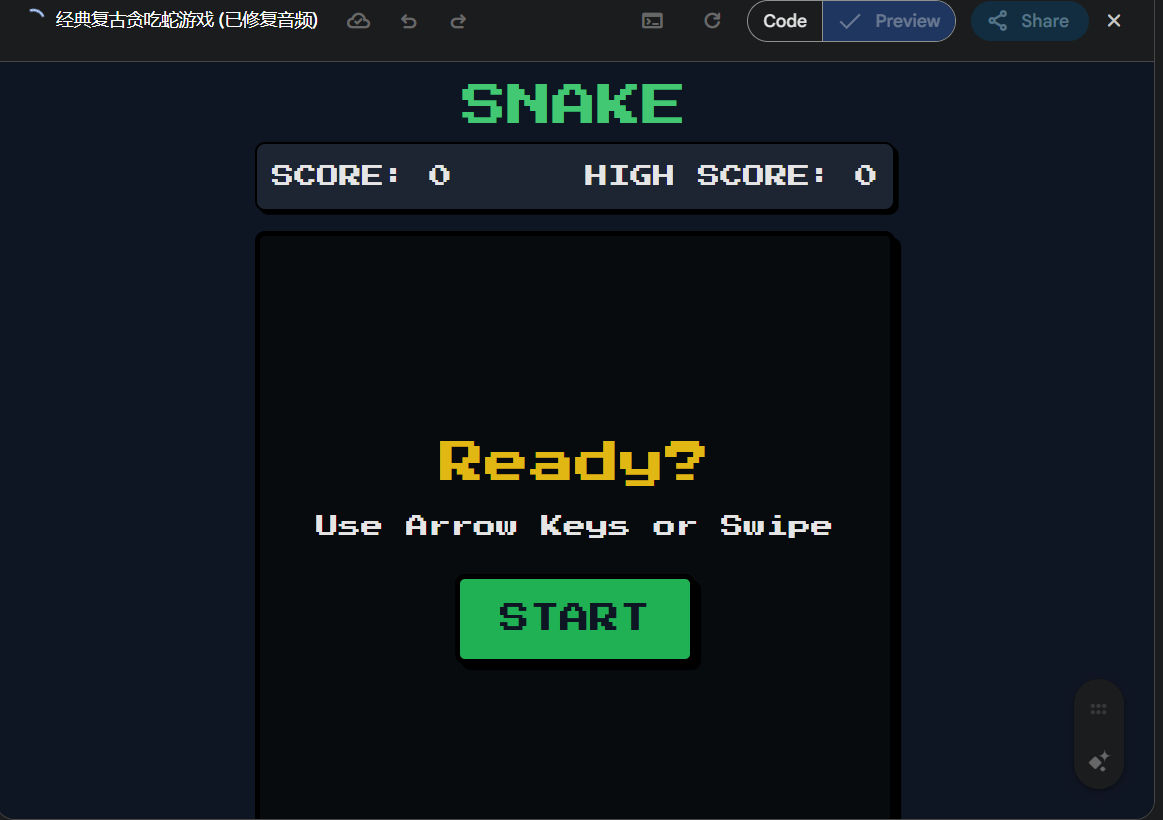 经典复古贪吃蛇游戏 (已修复音频)
Code
Preview
Share
SNAKE
SCORE: 0
HIGH SCORE: 0
Ready?
Use Arrow Keys or Swipe
START